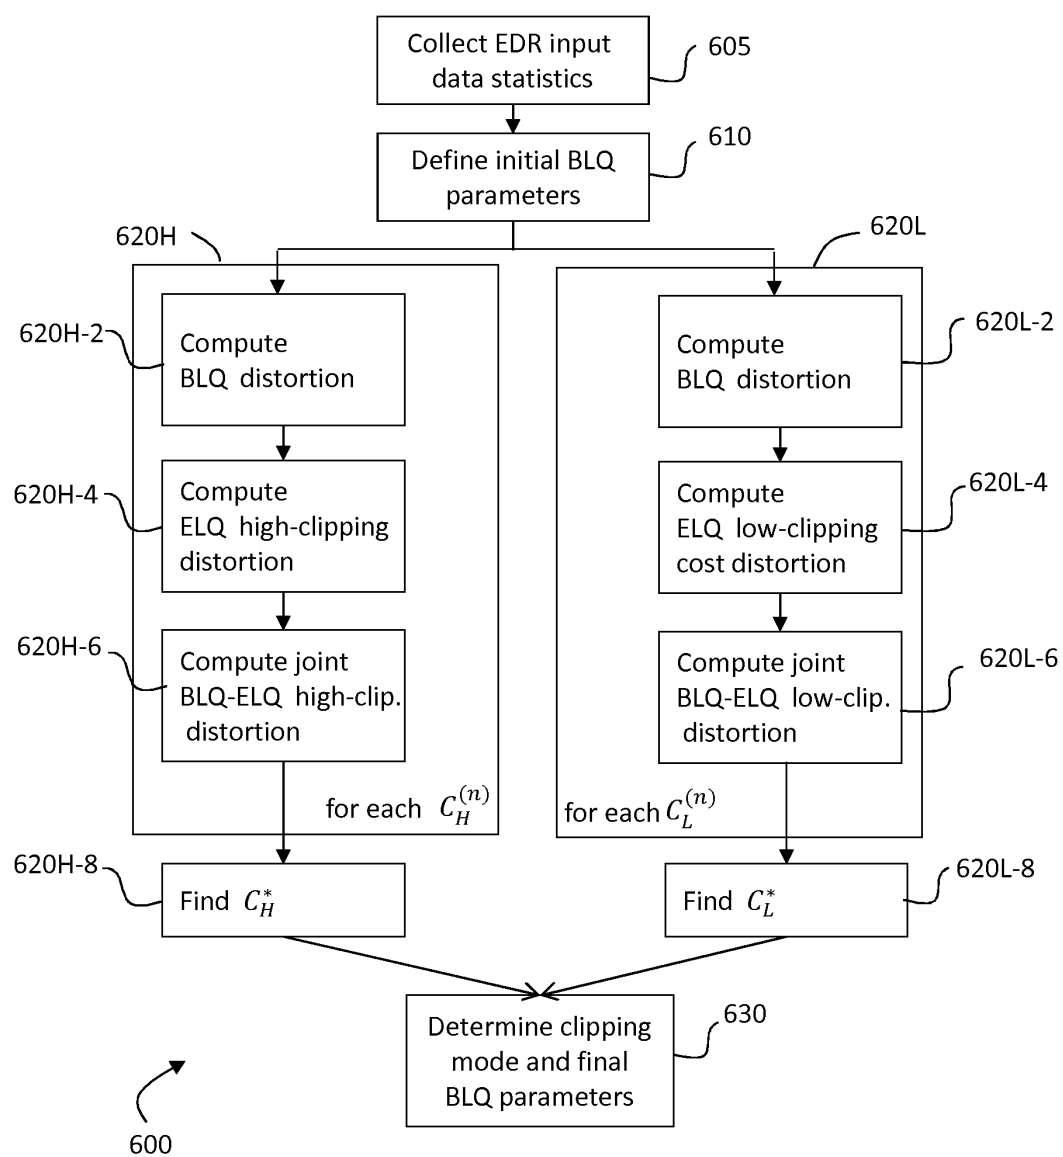 Collect EDR input
data statistics
605
Define initial BLQ
parameters
610
620H
620L
620H-2
Compute
BLQ distortion
620L-2
Compute
BLQ distortion
620H-4
Compute
ELQ high-clipping
distortion
620L-4
Compute
ELQ low-clipping
cost distortion
620H-6
Compute joint
BLQ-ELQ high-clip.
distortion
620L-6
Compute joint
BLQ-ELQ low-clip.
distortion
for each $C_H^{(n)}$
for each $C_L^{(n)}$
620H-8
Find $C_H^*$
620L-8
Find $C_L^*$
Determine clipping
mode and final
BLQ parameters
630
600